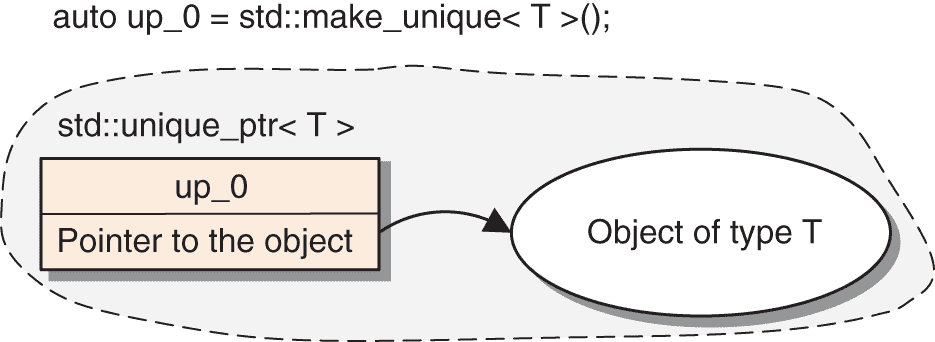 auto up_0 = std::make_unique< T >();
std::unique_ptr< T >
up_0
Pointer to the object
Object of type T